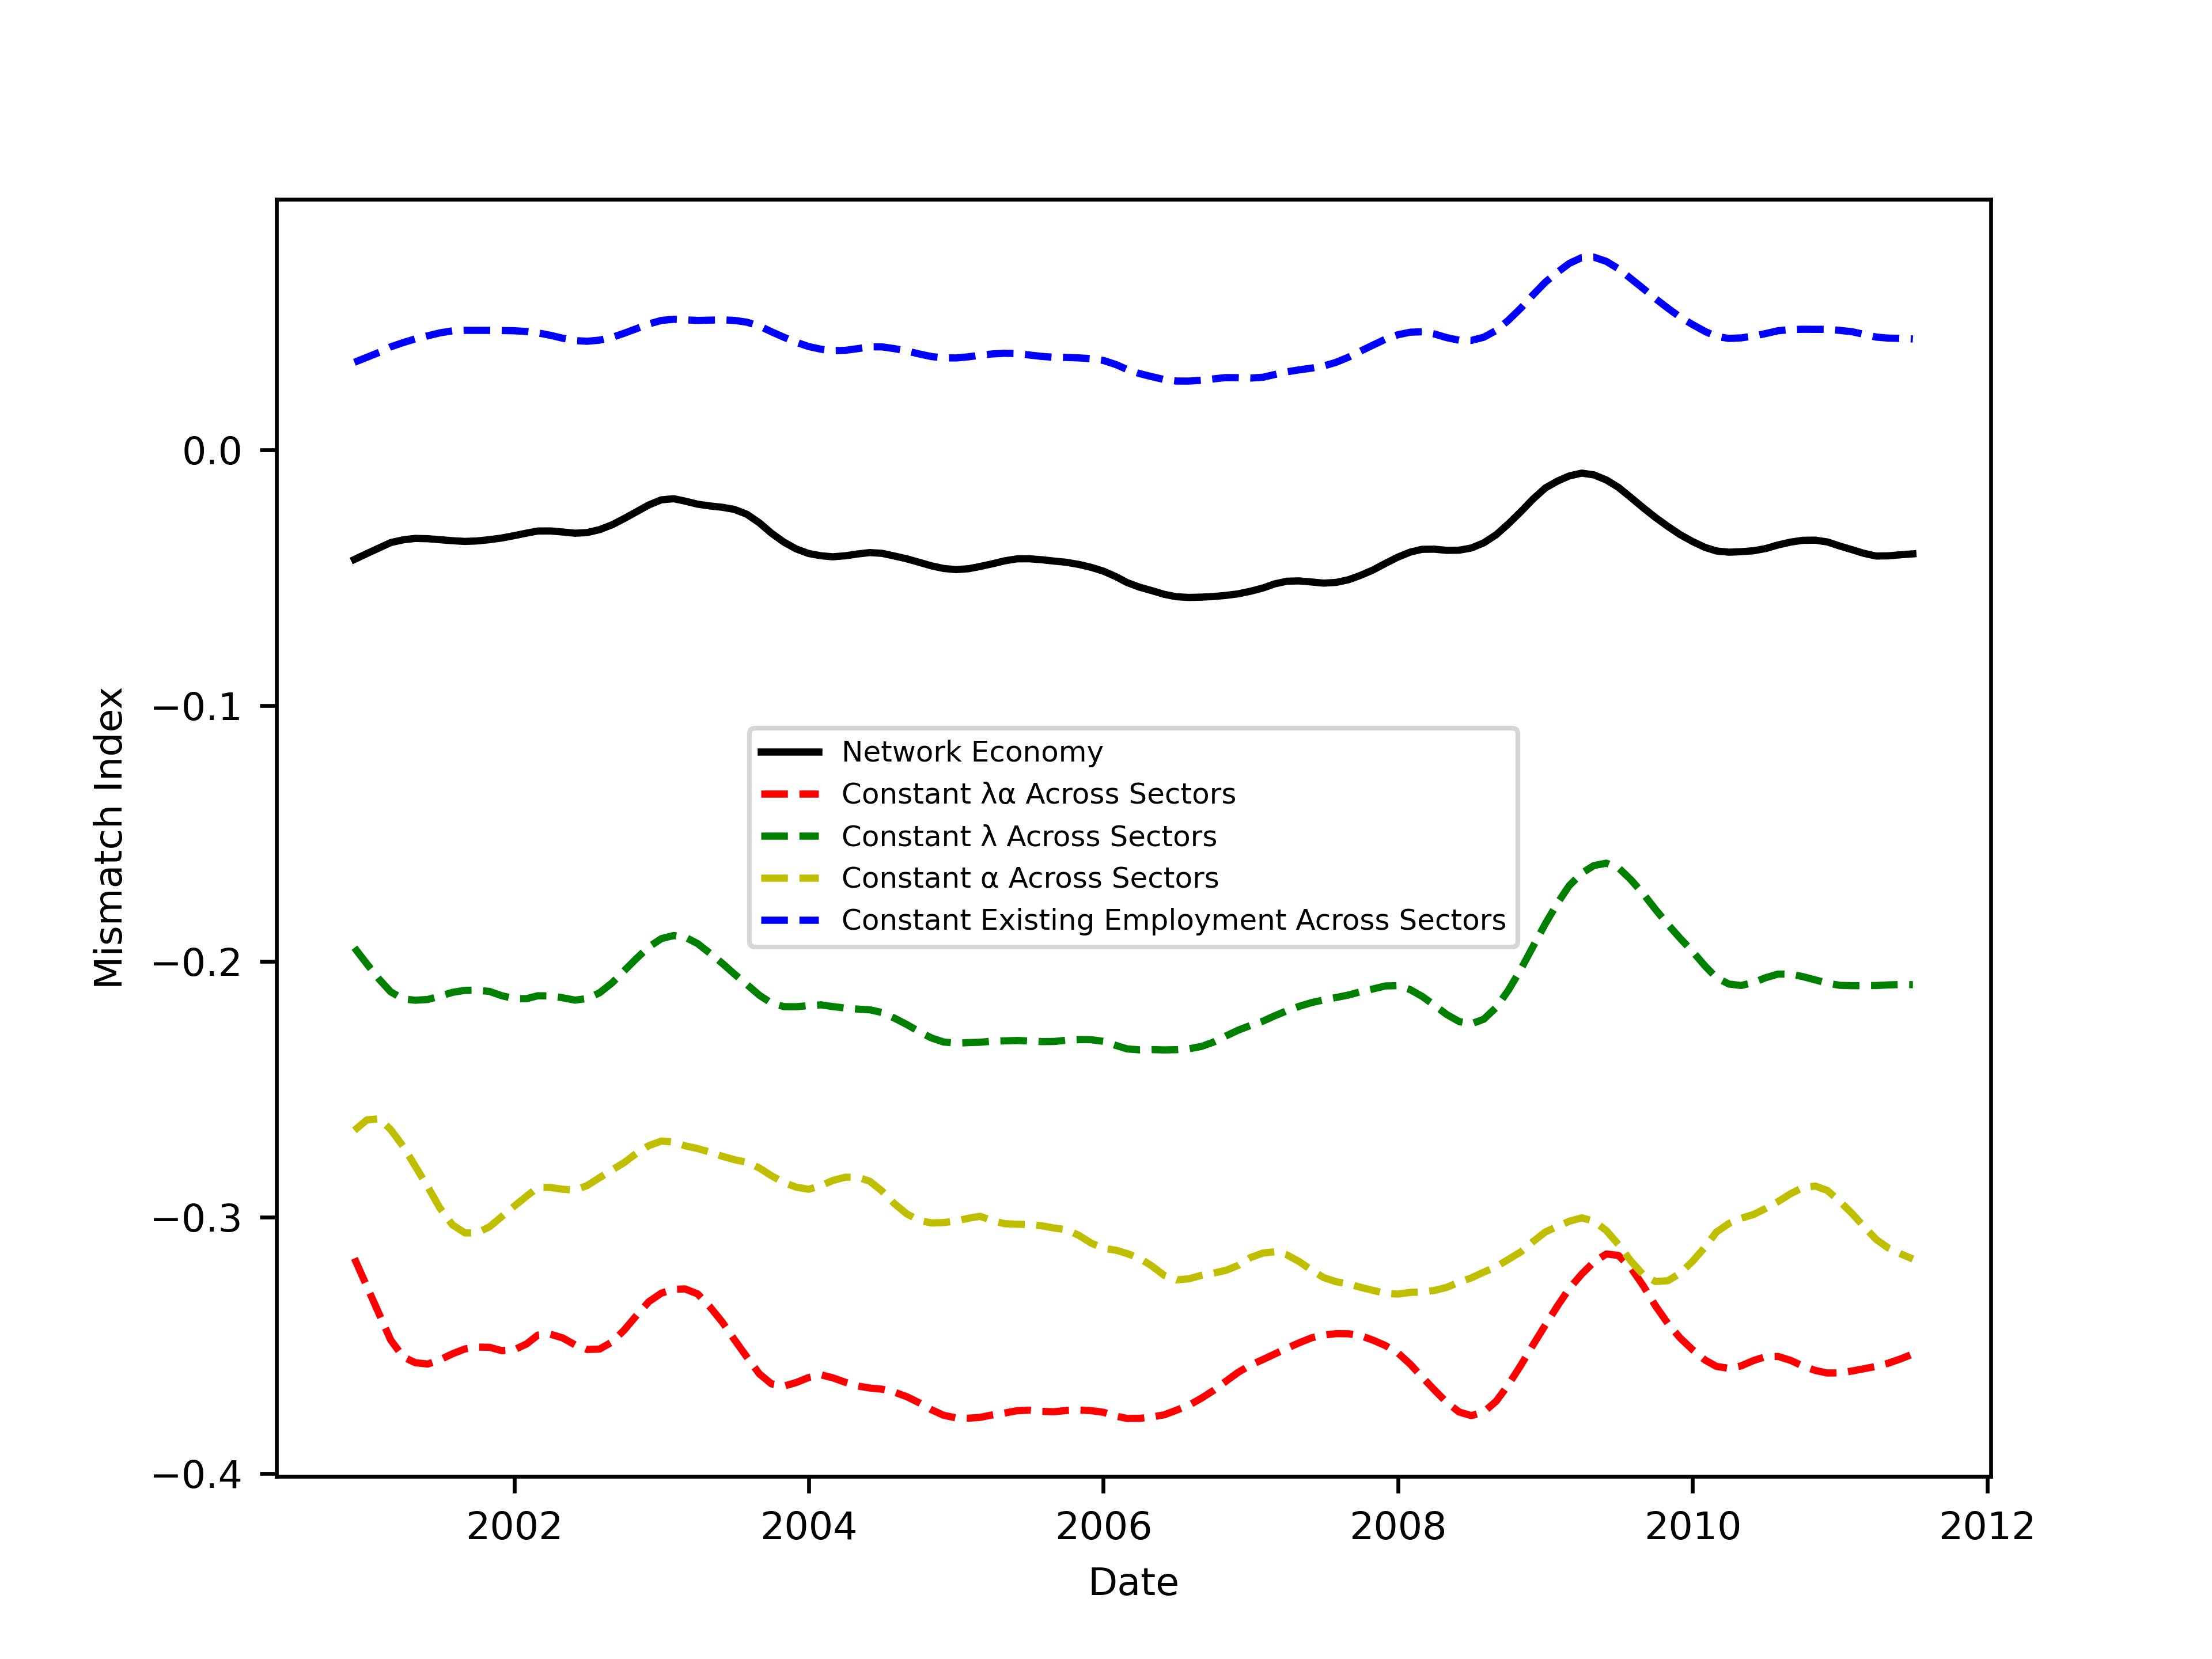 0.0
−0.1
−0.2
−0.3
−0.4
Mismatch Index
Network Economy
Constant λα Across Sectors
Constant λ Across Sectors
Constant α Across Sectors
Constant Existing Employment Across Sectors
2002 2004 2006 2008 2010 2012
Date